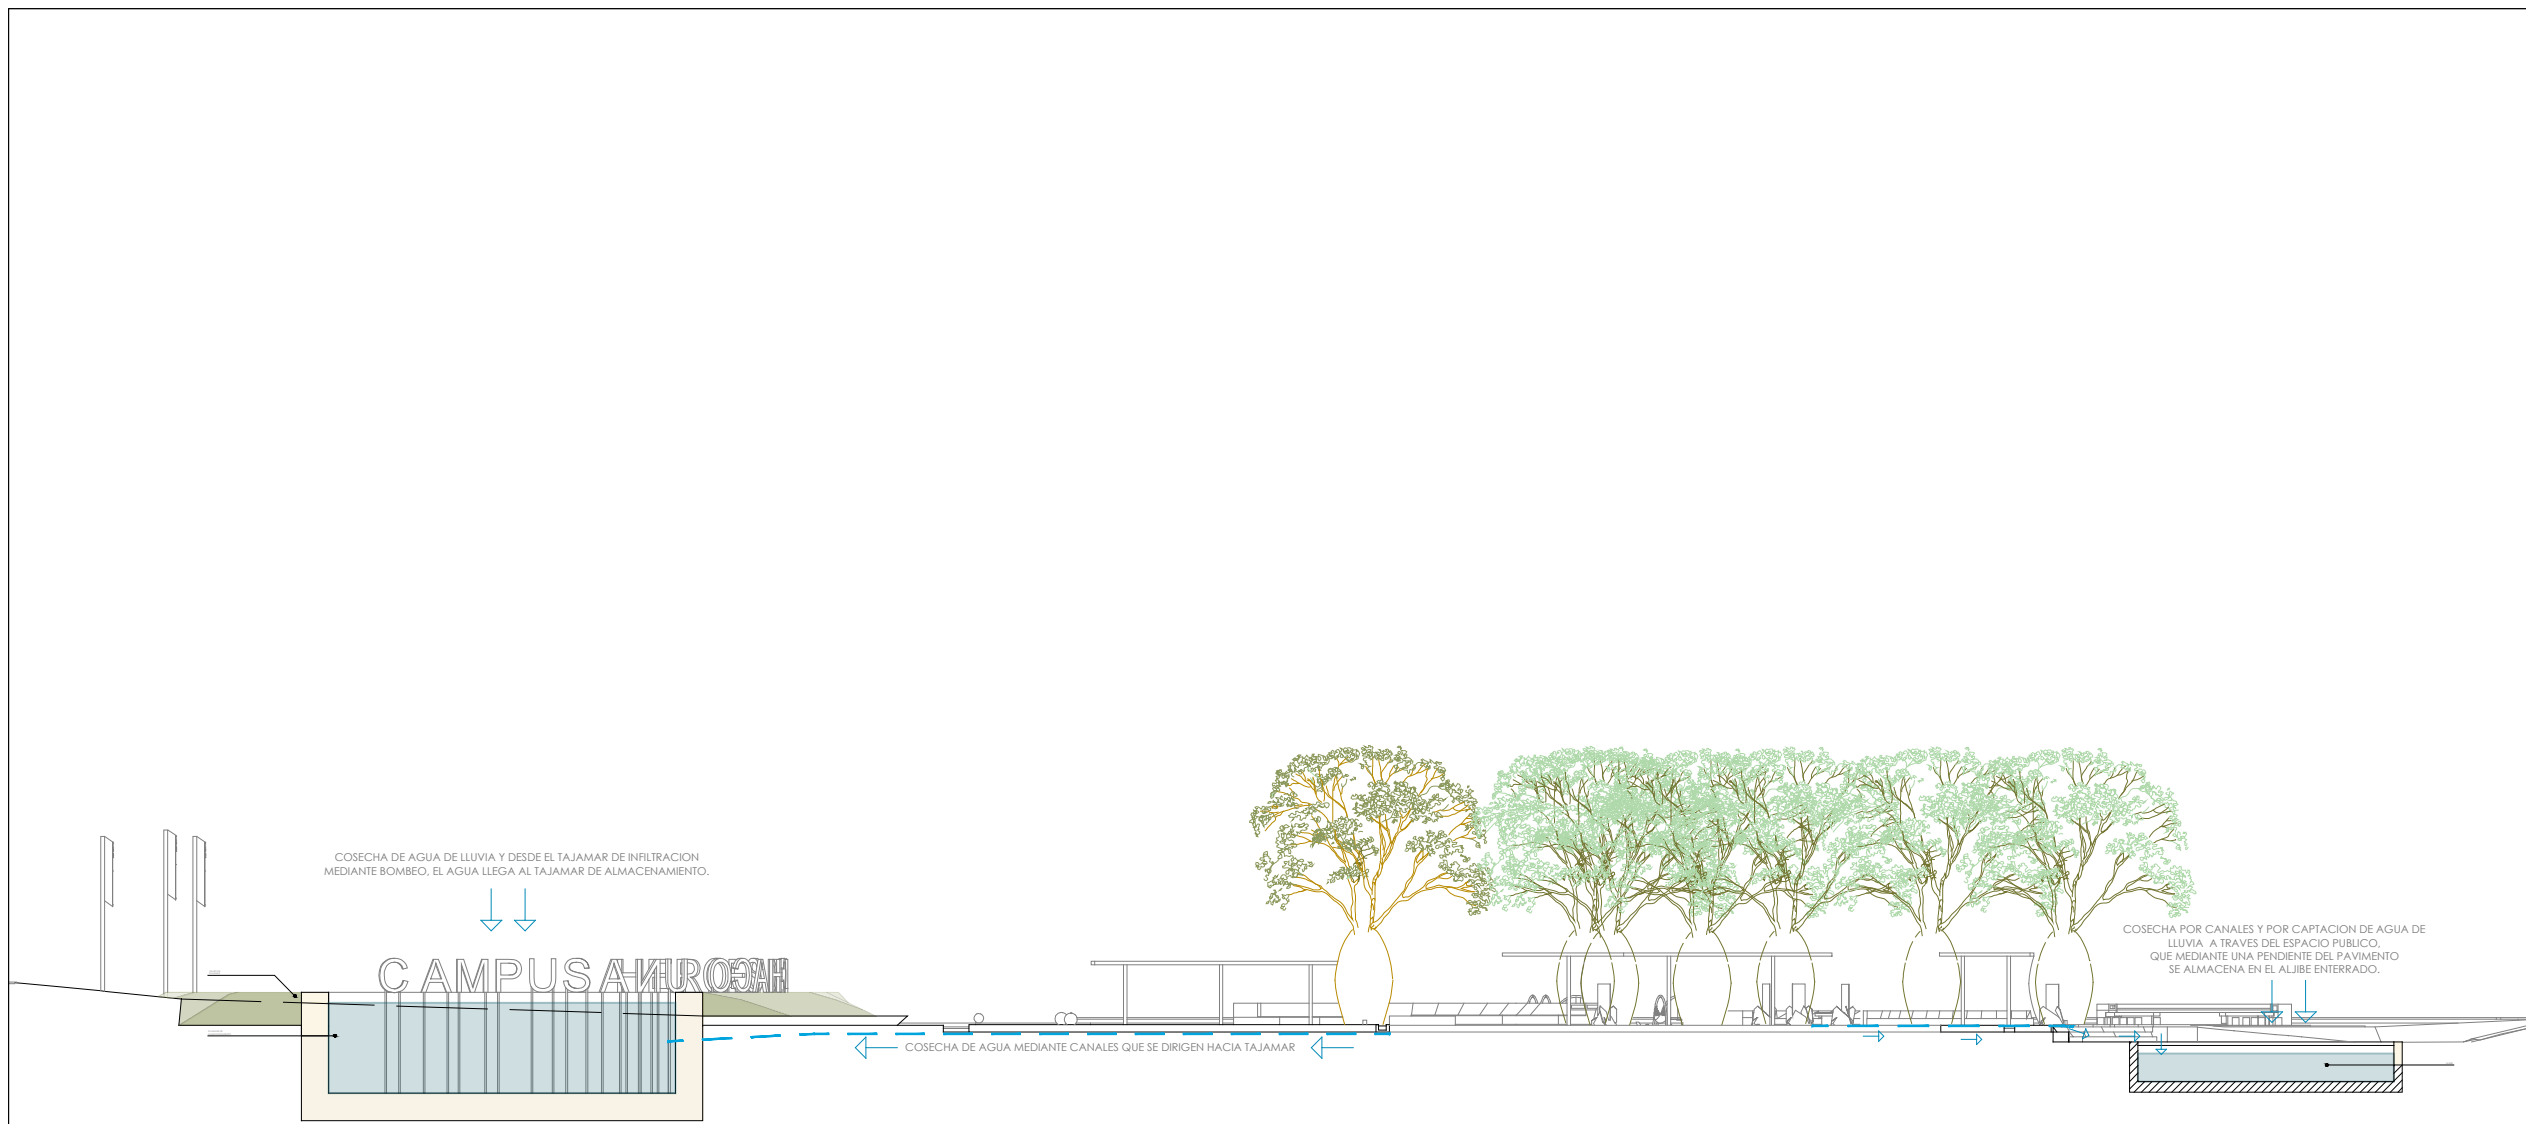 COSECHA DE AGUA DE LLUVIA Y DESDE EL TAJAMAR DE INFILTRACION
MEDIANTE BOMBEO, EL AGUA LLEGA AL TAJAMAR DE ALMACENAMIENTO.
COSECHA POR CANALES Y POR CAPTACION DE AGUA DE
LLUVIA A TRAVES DEL ESPACIO PUBLICO,
QUE MEDIANTE UNA PENDIENTE DEL PAVIMENTO
SE ALMACENA EN EL ALJIBE ENTERRADO.
CAMPUS
COSECHA DE AGUA MEDIANTE CANALES QUE SE DIRIGEN HACIA TAJAMAR